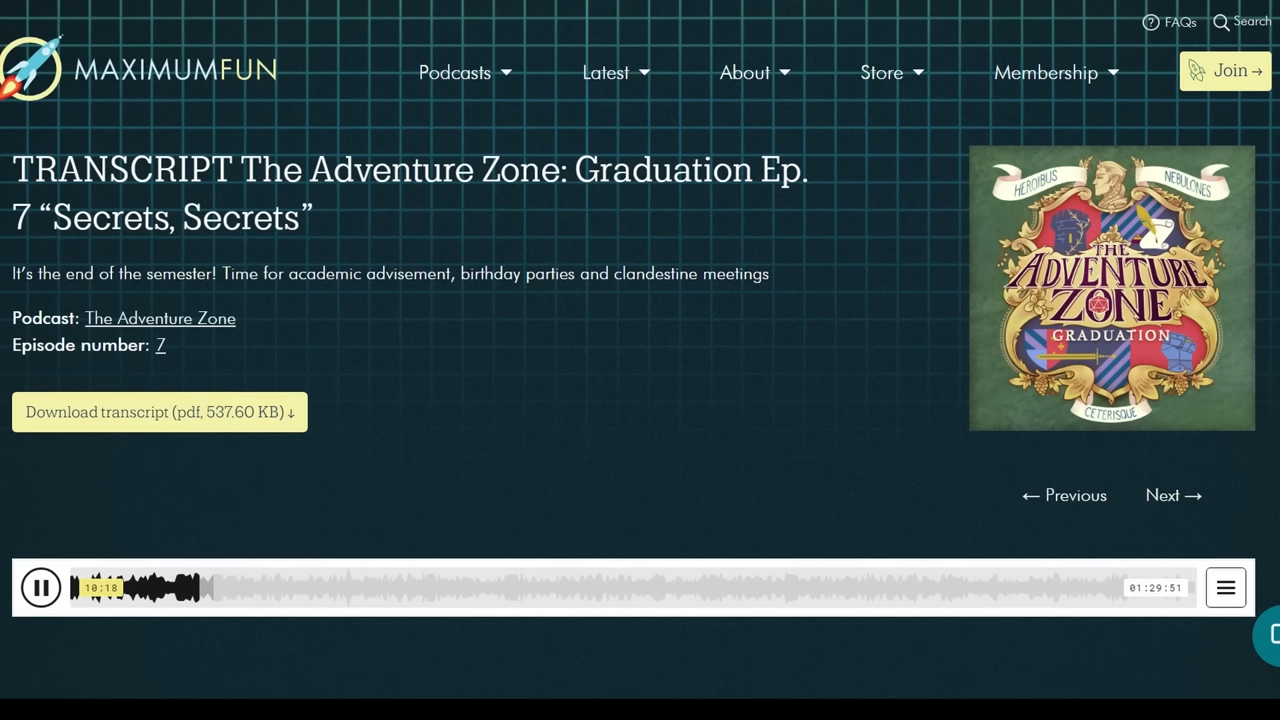 FAQs
Search
MAXIMUMFUN
Podcasts
Latest
About
Store
Membership
Join →
TRANSCRIPT The Adventure Zone: Graduation Ep.
7 “Secrets, Secrets”
It’s the end of the semester! Time for academic advisement, birthday parties and clandestine meetings
Podcast: The Adventure Zone
Episode number: 7
Download transcript (pdf, 537.60 KB) ↓
HEROIBUS
NEBULONES
THE
ADVENTURE
ZONE
GRADUATION
CETERISQUE
← Previous
Next →
10:18
01:29:51